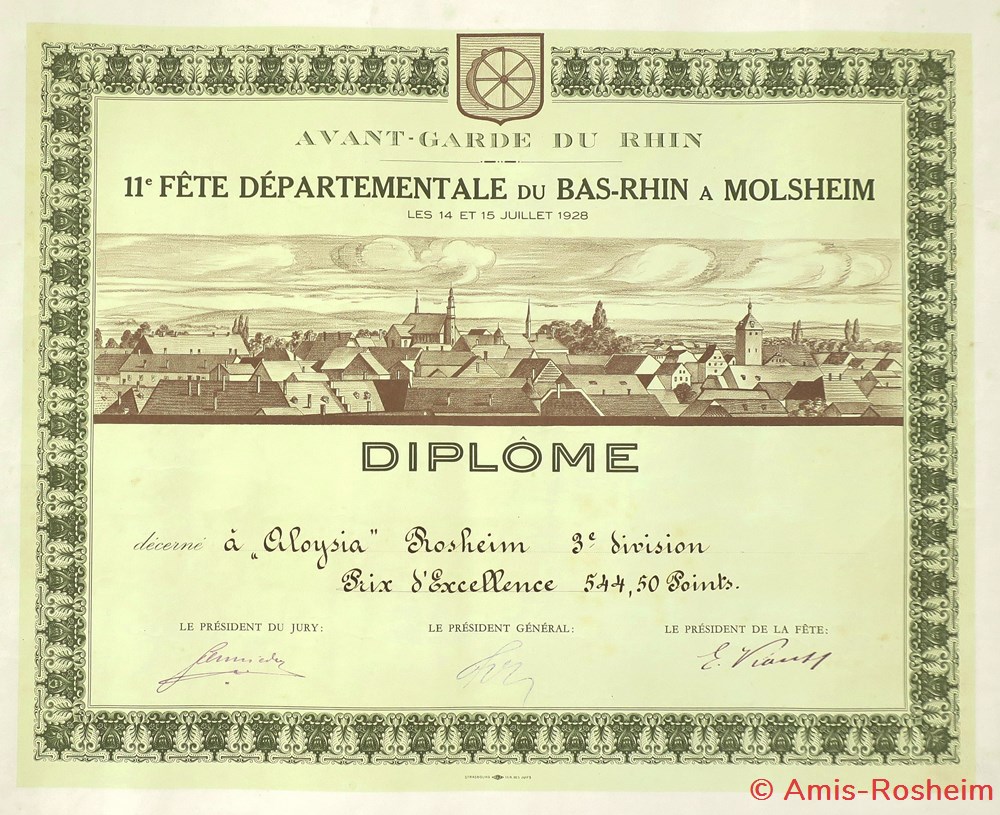 AVANT-GARDE DU RHIN
11e FÊTE DÉPARTEMENTALE DU BAS-RHIN A MOLSHEIM
LES 14 ET 15 JUILLET 1928
DIPLÔME
décerné à „Aloysia" Rosheim 3e division
Prix d'Excellence 544,50 Points.
LE PRÉSIDENT DU JURY: LE PRÉSIDENT GÉNÉRAL: LE PRÉSIDENT DE LA FÊTE:
E.
© Amis-Rosheim